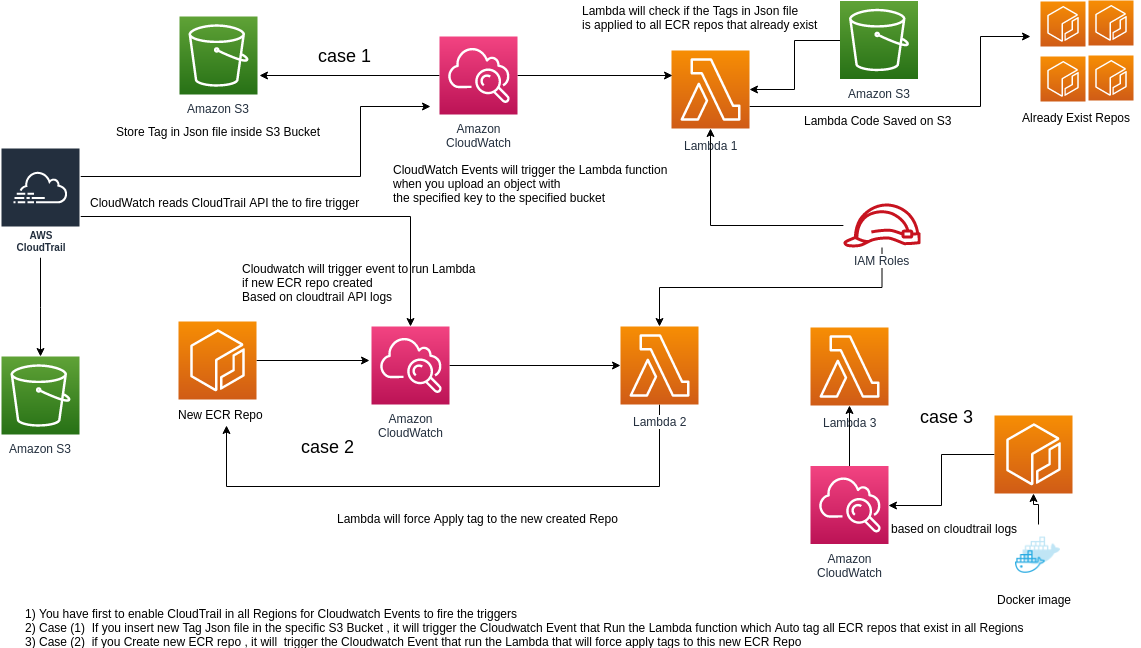 Lambda will check if the Tags in Json file
is applied to all ECR repos that already exist
case 1
Amazon S3
Store Tag in Json file inside S3 Bucket
Amazon
CloudWatch
Lambda 1
Amazon S3
Lambda Code Saved on S3
Already Exist Repos
CloudWatch Events will trigger the Lambda function
when you upload an object with
the specified key to the specified bucket
CloudWatch reads CloudTrail API the to fire trigger
AWS
CloudTrail
IAM Roles
Cloudwatch will trigger event to run Lambda
if new ECR repo created
Based on cloudtrail API logs
New ECR Repo
Amazon
CloudWatch
Lambda 2
Lambda 3
case 3
Amazon S3
case 2
Lambda will force Apply tag to the new created Repo
based on cloudtrail logs
Amazon
CloudWatch
Docker image
1) You have first to enable CloudTrail in all Regions for Cloudwatch Events to fire the triggers
2) Case (1)  If you insert new Tag Json file in the specific S3 Bucket , it will trigger the Cloudwatch Event that Run the Lambda function which Auto tag all ECR repos that exist in all Regions
3) Case (2)  if you Create new ECR repo , it will  trigger the Cloudwatch Event that run the Lambda that will force apply tags to this new ECR Repo